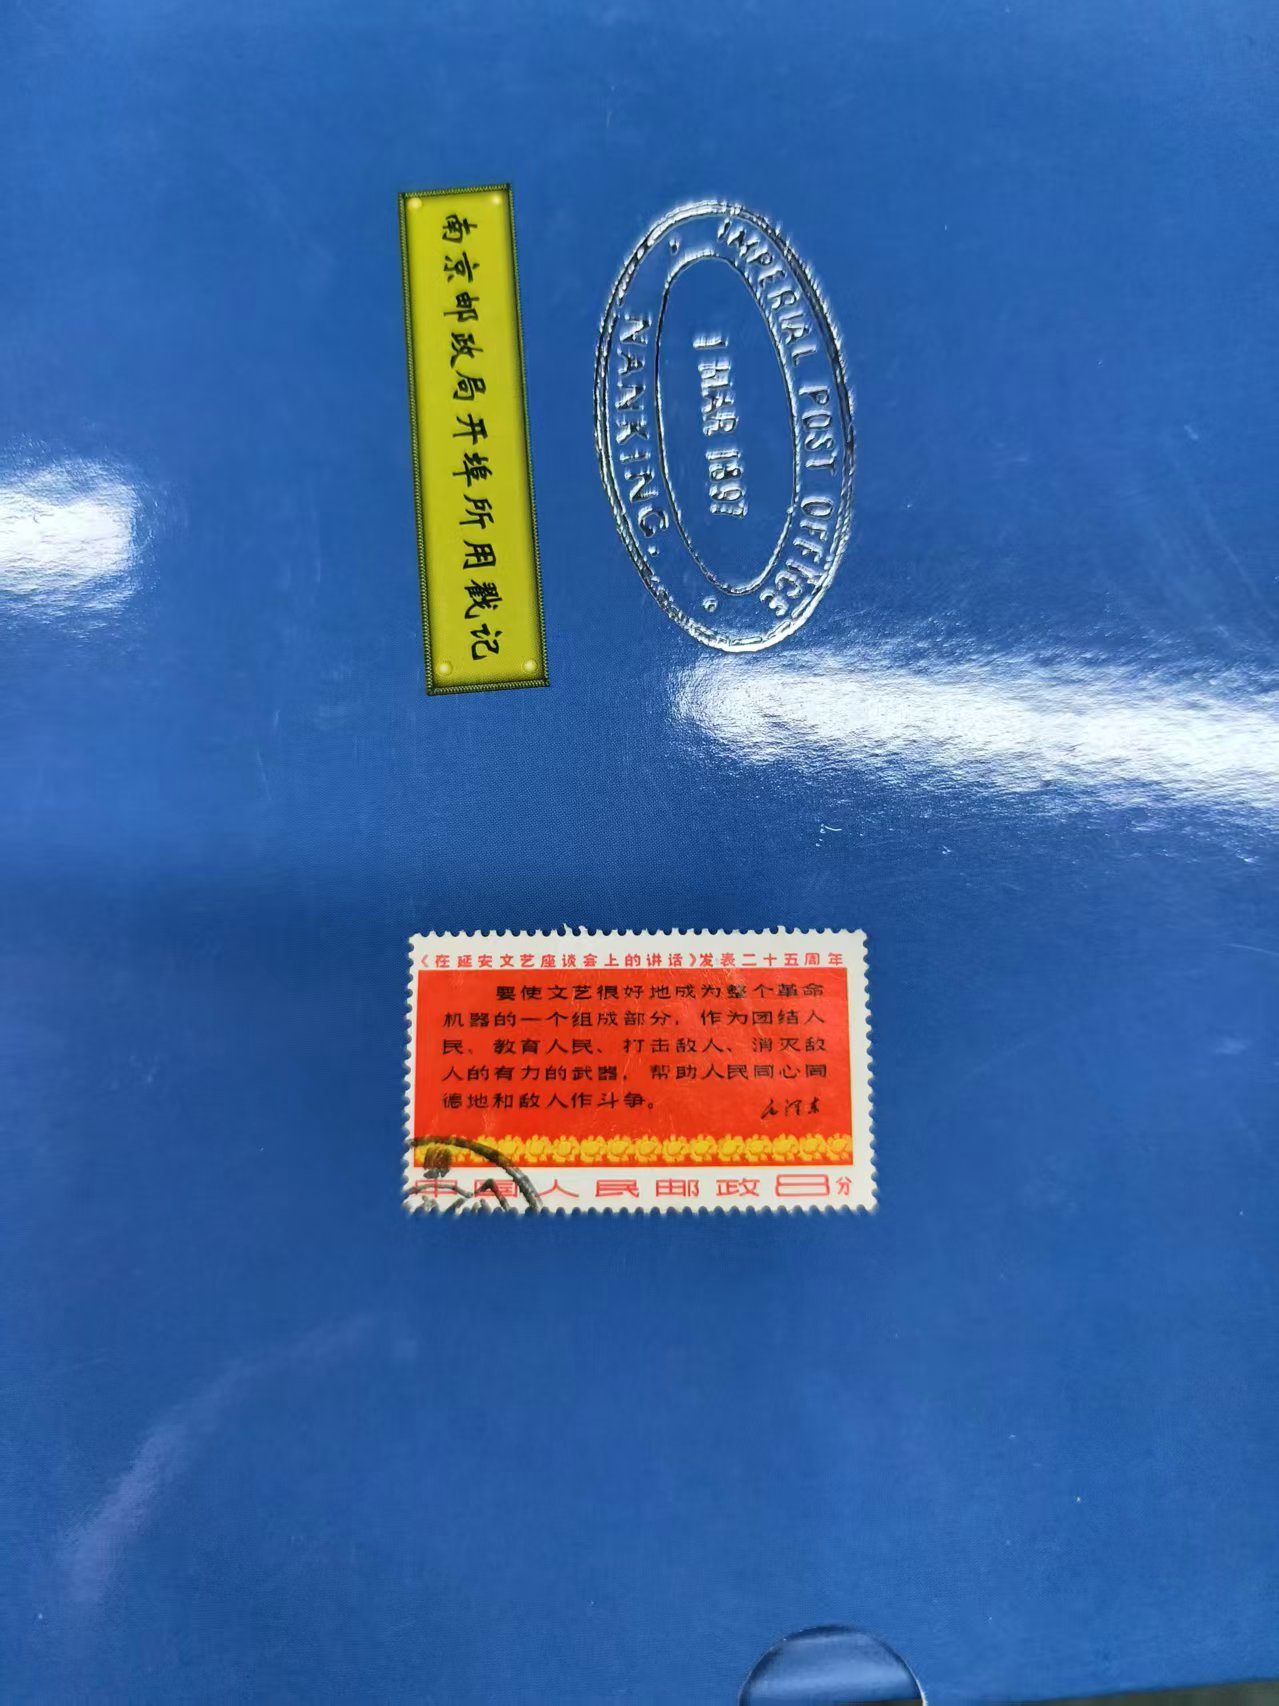 南京邮政局开埠所用戳记
IMPERIAL POST OFFICE
1 MAR 1897
NANKING.
《在延安文艺座谈会上的讲话》发表二十五周年
要使文艺很好地成为整个革命
机器的一个组成部分，作为团结人
民、教育人民、打击敌人、消灭敌
人的有力的武器，帮助人民同心同
德地和敌人作斗争。
毛泽东
中国人民邮政8分